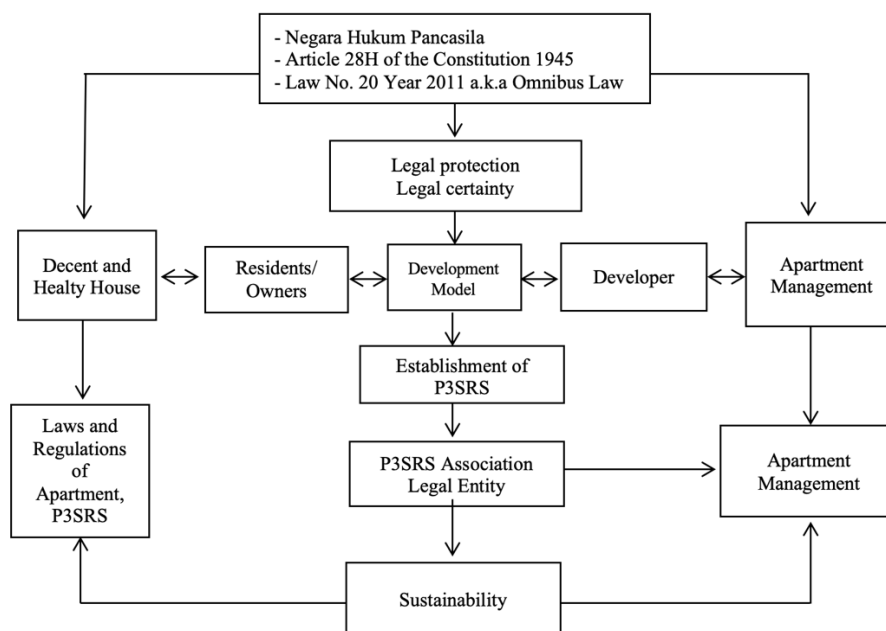 - Negara Hukum Pancasila
- Article 28H of the Constitution 1945
- Law No. 20 Year 2011 a.k.a Omnibus Law
Legal protection
Legal certainty
Decent and
Healty House
Residents/
Owners
Development
Model
Developer
Apartment
Management
Establishment of
P3SRS
Laws and
Regulations
of
Apartment,
P3SRS
P3SRS Association
Legal Entity
Apartment
Management
Sustainability